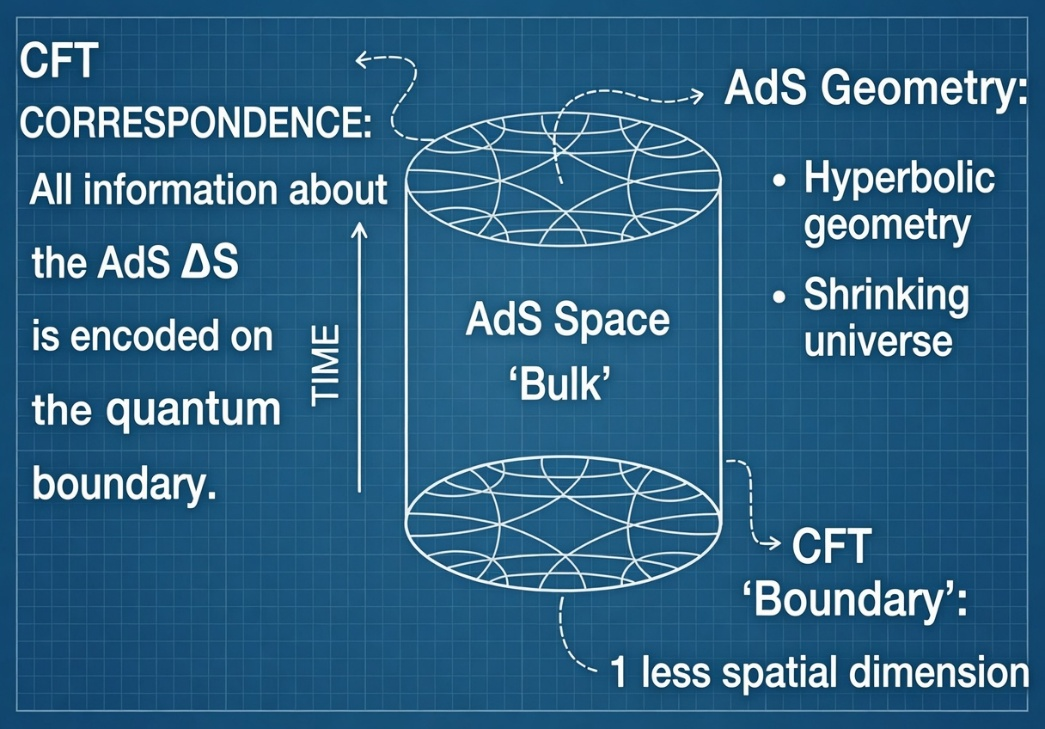 CFT
CORRESPONDENCE:
All information about
the AdS ΔS
is encoded on
the quantum
boundary.
TIME
AdS Space
‘Bulk’
AdS Geometry:
• Hyperbolic
geometry
• Shrinking
universe
CFT
‘Boundary’:
1 less spatial dimension